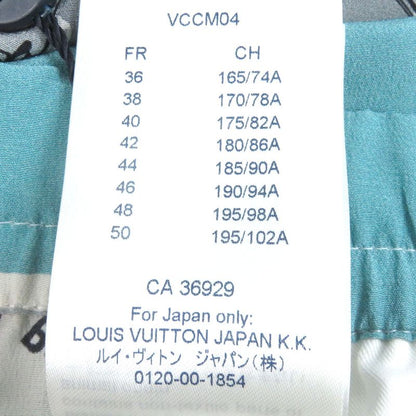 VCCM04
FR CH
36 165/74A
38 170/78A
40 175/82A
42 180/86A
44 185/90A
46 190/94A
48 195/98A
50 195/102A
CA 36929
For Japan only:
LOUIS VUITTON JAPAN K.K.
ルイ・ヴィトン ジャパン(株)
0120-00-1854